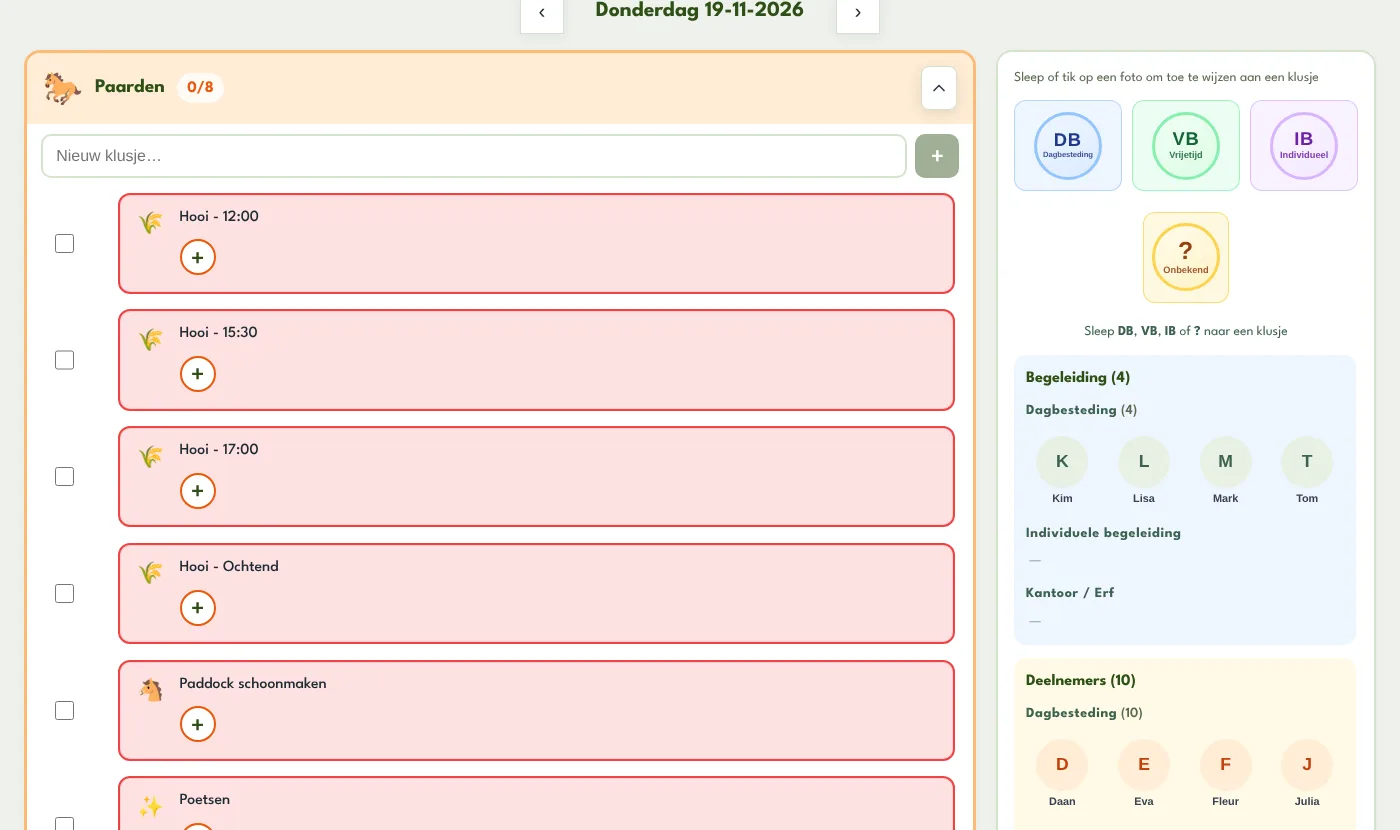 ‹ Donderdag 19-11-2026 ›
Paarden 0/8
Nieuw klusje...
+
Hooi - 12:00
+
Hooi - 15:30
+
Hooi - 17:00
+
Hooi - Ochtend
+
Paddock schoonmaken
+
Poetsen
Sleep of tik op een foto om toe te wijzen aan een klusje
DB
Dagbesteding
VB
Vrijetijd
IB
Individueel
?
Onbekend
Sleep DB, VB, IB of ? naar een klusje
Begeleiding (4)
Dagbesteding (4)
K L M T
Kim Lisa Mark Tom
Individuele begeleiding
—
Kantoor / Erf
—
Deelnemers (10)
Dagbesteding (10)
D E F J
Daan Eva Fleur Julia